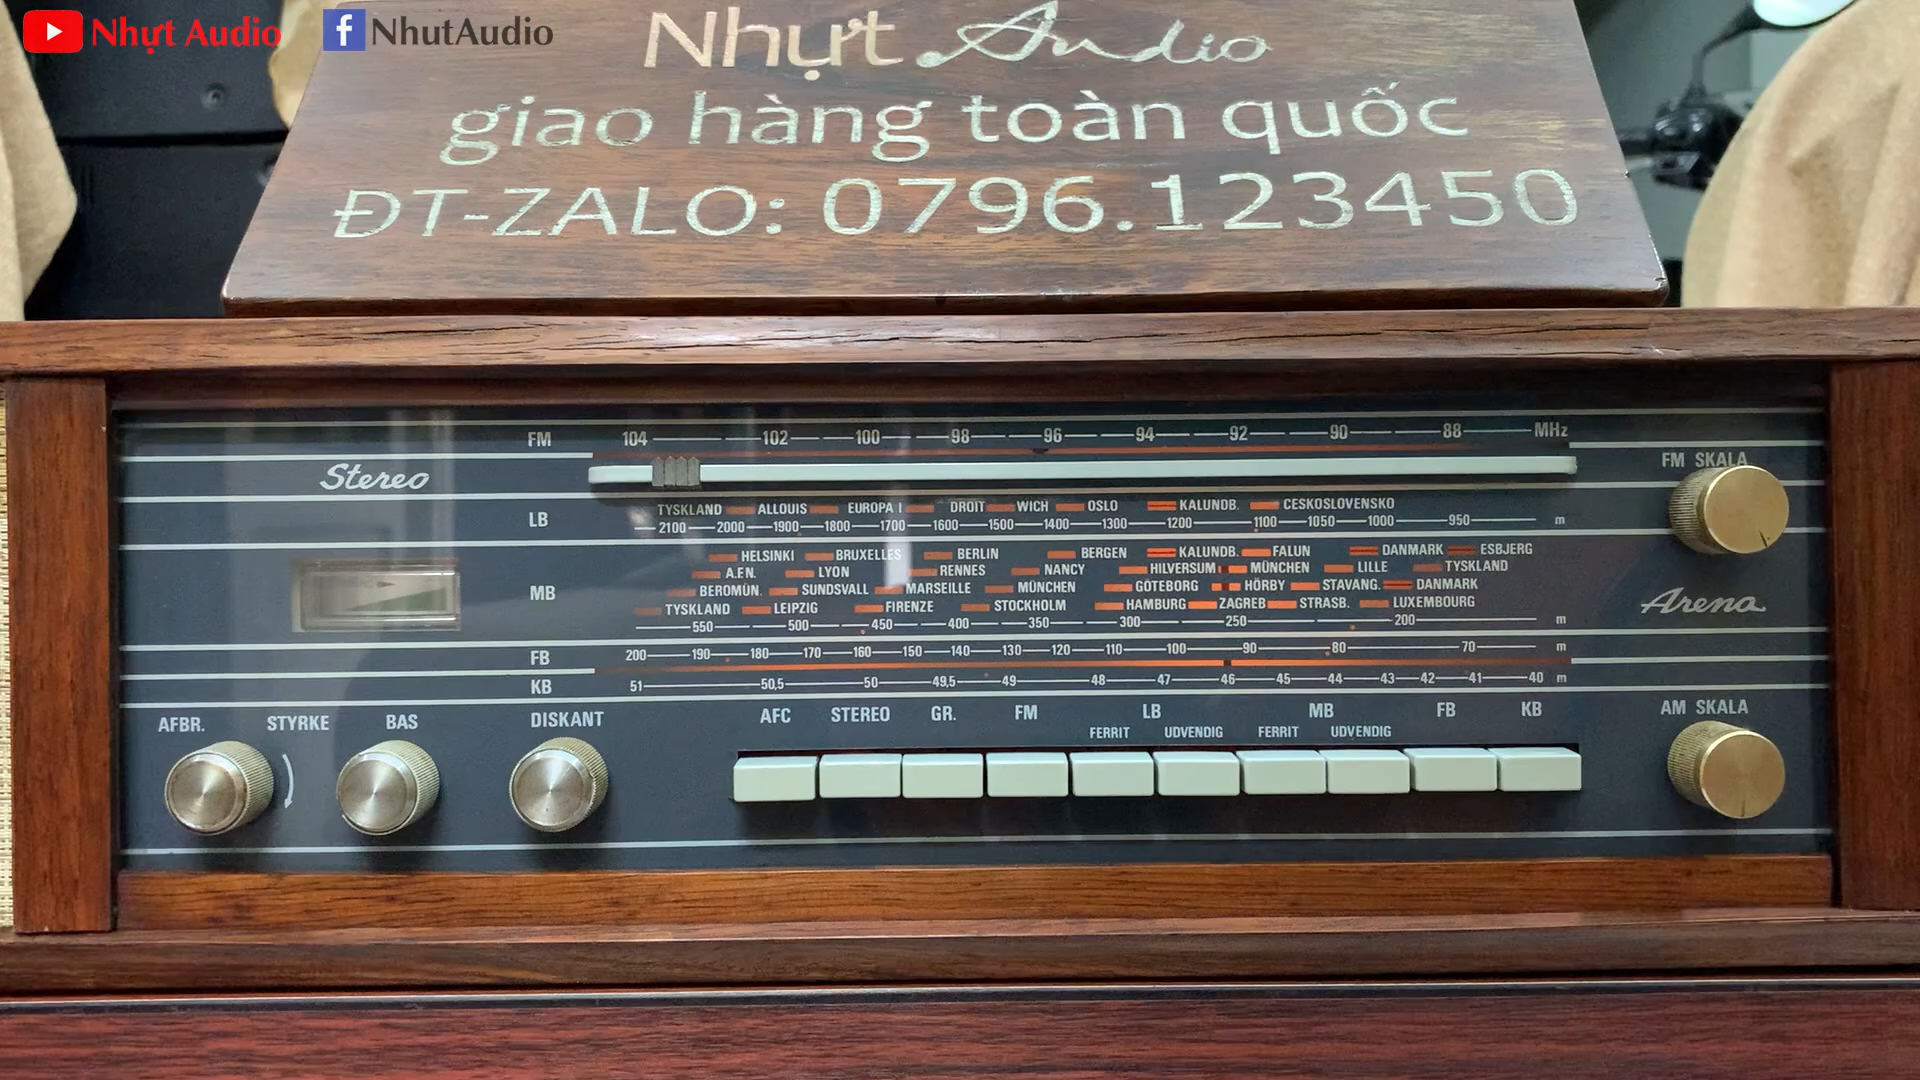 Nhựt Audio
NhutAudio
Nhựt Audio
giao hàng toàn quốc
ĐT-ZALO: 0796.123450
FM 104 102 100 98 96 94 92 90 88 MHz
Stereo
FM SKALA
TYSKLAND ALLOUIS EUROPA I DROIT WICH OSLO KALUNDB. CESKOSLOVENSKO
LB 2100 2000 1900 1800 1700 1600 1500 1400 1300 1200 1100 1050 1000 950 m
HELSINKI BRUXELLES BERLIN BERGEN KALUNDB. FALUN DANMARK ESBJERG
A.F.N. LYON RENNES NANCY HILVERSUM MÜNCHEN LILLE TYSKLAND
MB BEROMÜN. SUNDSVALL MARSEILLE MÜNCHEN GÖTEBORG HÖRBY STAVANG. DANMARK
TYSKLAND LEIPZIG FIRENZE STOCKHOLM HAMBURG ZAGREB STRASB. LUXEMBOURG
Arena
550 500 450 400 350 300 250 200 m
FB 200 190 180 170 160 150 140 130 120 110 100 90 80 70 m
KB 51 50,5 50 49,5 49 48 47 46 45 44 43 42 41 40 m
AFBR. STYRKE BAS DISKANT AFC STEREO GR. FM LB MB FB KB AM SKALA
FERRIT UDVENDIG FERRIT UDVENDIG